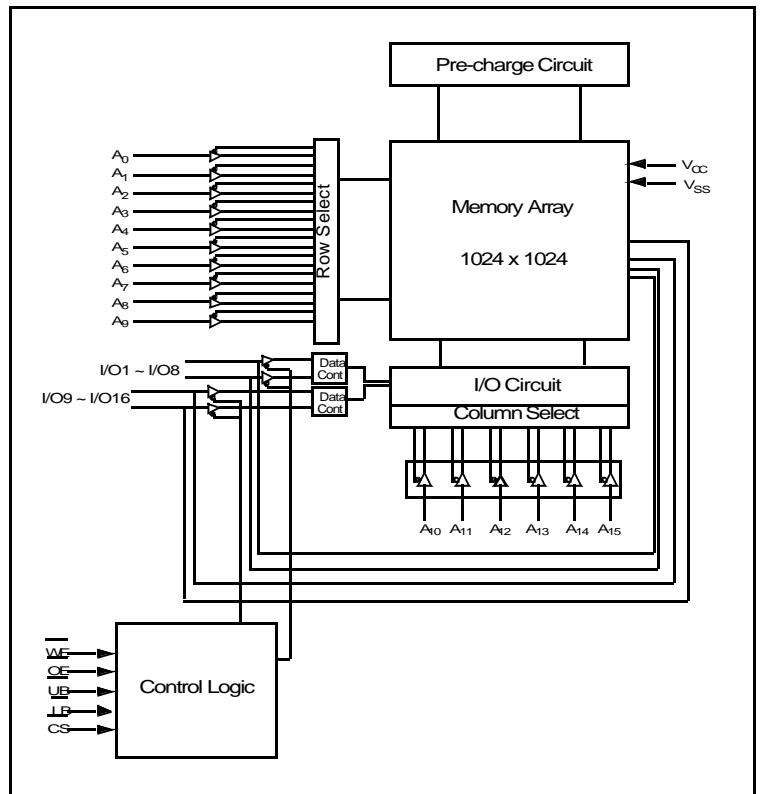 Pre-charge Circuit
A0
A1
A2
A3
A4
A5
A6
A7
A8
A9
Row Select
Memory Array
1024 x 1024
VCC
VSS
I/O1 ~ I/O8
I/O9 ~ I/O16
Data
Cont
Data
Cont
I/O Circuit
Column Select
A10 A11 A12 A13 A14 A15
WE
OE
UB
LB
CS
Control Logic